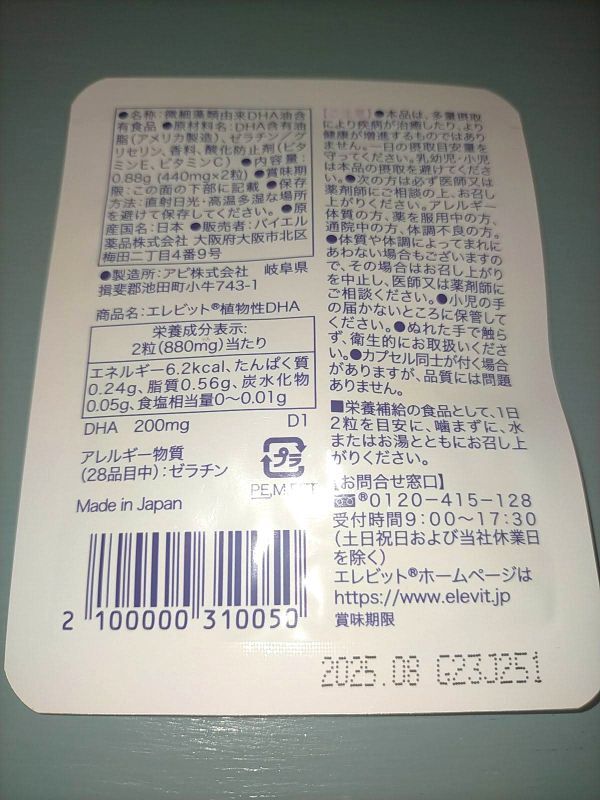 ●名称:微細藻類由来DHA油含
有食品 ●原材料名:DHA含有油
脂(アメリカ製造)、ゼラチン/グ
リセリン、香料、酸化防止剤(ビタ
ミンE、ビタミンC) ●内容量:
0.88g(440mg×2粒) ●賞味期
限:この面の下部に記載 ●保存
方法:直射日光・高温多湿な場所
を避けて保存してください。 ●原
産国名:日本 ●販売者:バイエル
薬品株式会社 大阪府大阪市北区
梅田二丁目4番9号
●製造所:アピ株式会社 岐阜県
揖斐郡池田町小牛743-1
商品名:エレビット®植物性DHA
栄養成分表示:
2粒(880mg)当たり
エネルギー6.2kcal、たんぱく質
0.24g、脂質0.56g、炭水化物
0.05g、食塩相当量0~0.01g
DHA 200mg D1
アレルギー物質
(28品目中):ゼラチン
プラ
PE,M
Made in Japan
2 100000 310050
●本品は、多量摂取
により疾病が治癒したり、より
健康が増進するものではあり
ません。一日の摂取目安量を
守ってください。乳幼児・小児
は本品の摂取を避けてくださ
い。●次の方は必ず医師又は
薬剤師にご相談の上、お召し
上がりください。アレルギー
体質の方、薬を服用中の方、
通院中の方、体調不良の方。
●体質や体調によってまれに
あわない場合もございますの
で、その場合はお召し上がり
を中止し、医師又は薬剤師に
ご相談ください。●小児の手
の届かないところに保管して
ください。●ぬれた手で触ら
ず、衛生的にお取扱いくださ
い。●カプセル同士が付く場合
がありますが、品質には問題
ありません。
■栄養補給の食品として、1日
2粒を目安に、噛まずに、水
またはお湯とともにお召し上
がりください。
【お問合せ窓口】
®0120-415-128
受付時間9:00~17:30
(土日祝日および当社休業日
を除く)
エレビット®ホームページは
https://www.elevit.jp
賞味期限
2025.08 G23J251